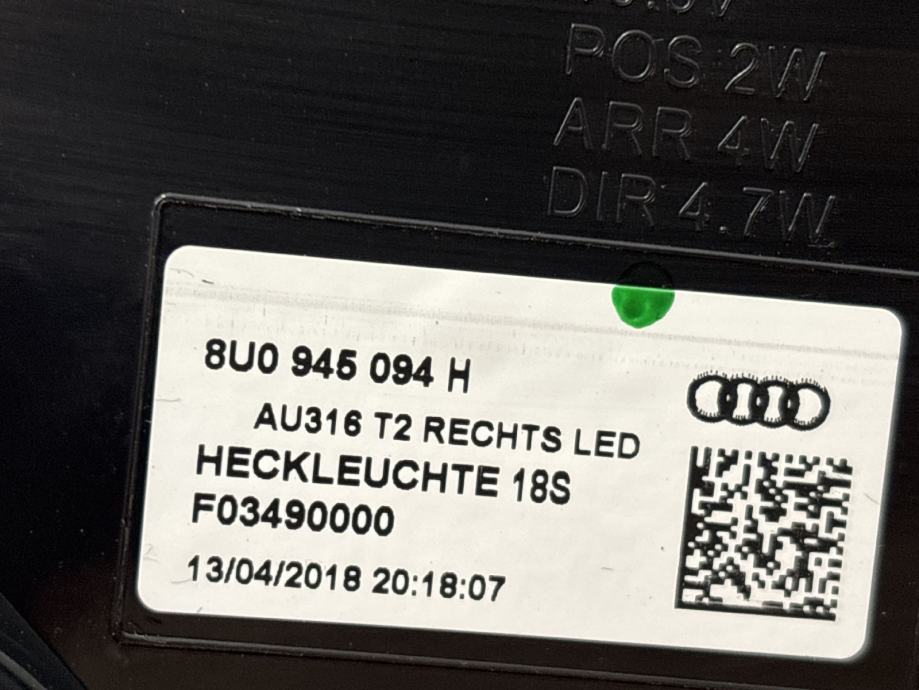 POS 2W
ARR 4W
DIR 4.7W
8U0 945 094 H
AU316 T2 RECHTS LED
HECKLEUCHTE 18S
F03490000
13/04/2018 20:18:07